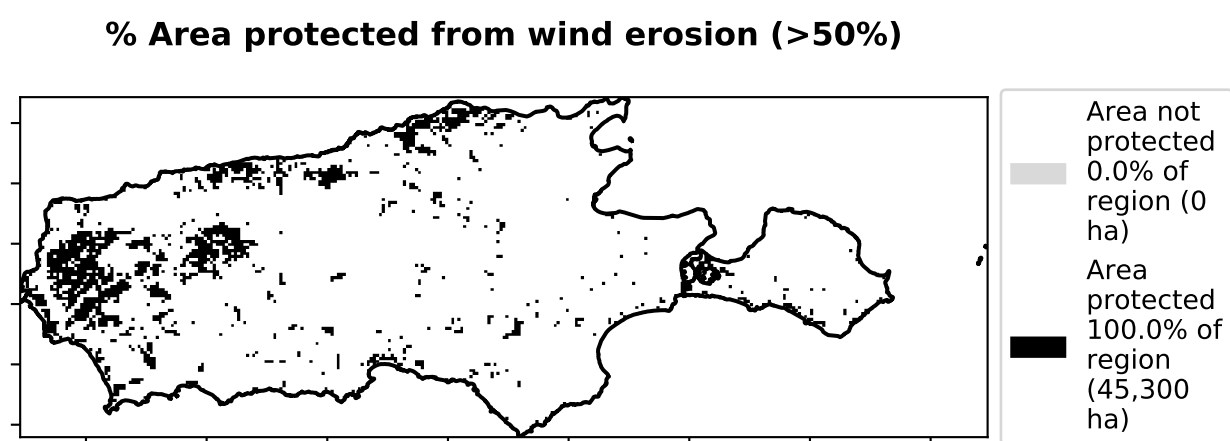 % Area protected from wind erosion (>50%)
Area not
protected
0.0% of
region (0
ha)
Area
protected
100.0% of
region
(45,300
ha)